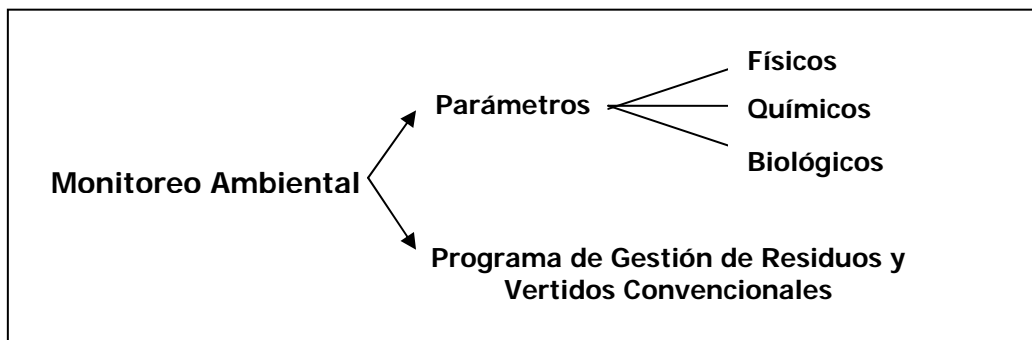 Monitoreo Ambiental
Parámetros
Físicos
Químicos
Biológicos
Programa de Gestión de Residuos y
Vertidos Convencionales